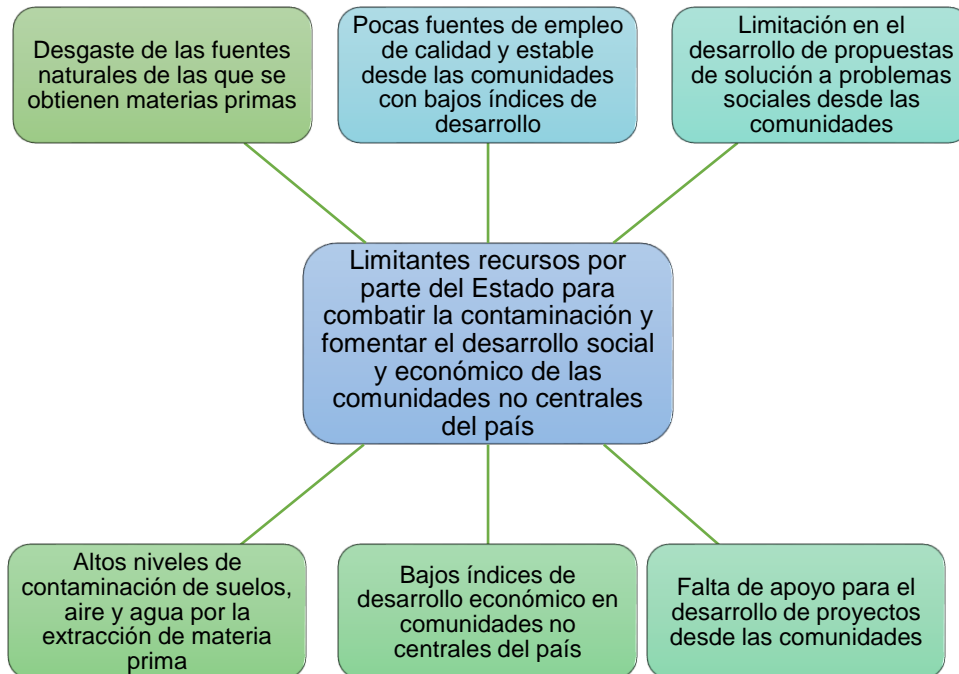 Desgaste de las fuentes
naturales de las que se
obtienen materias primas
Pocas fuentes de empleo
de calidad y estable
desde las comunidades
con bajos índices de
desarrollo
Limitación en el
desarrollo de propuestas
de solución a problemas
sociales desde las
comunidades
Limitantes recursos por
parte del Estado para
combatir la contaminación y
fomentar el desarrollo social
y económico de las
comunidades no centrales
del país
Altos niveles de
contaminación de suelos,
aire y agua por la
extracción de materia
prima
Bajos índices de
desarrollo económico en
comunidades no
centrales del país
Falta de apoyo para el
desarrollo de proyectos
desde las comunidades